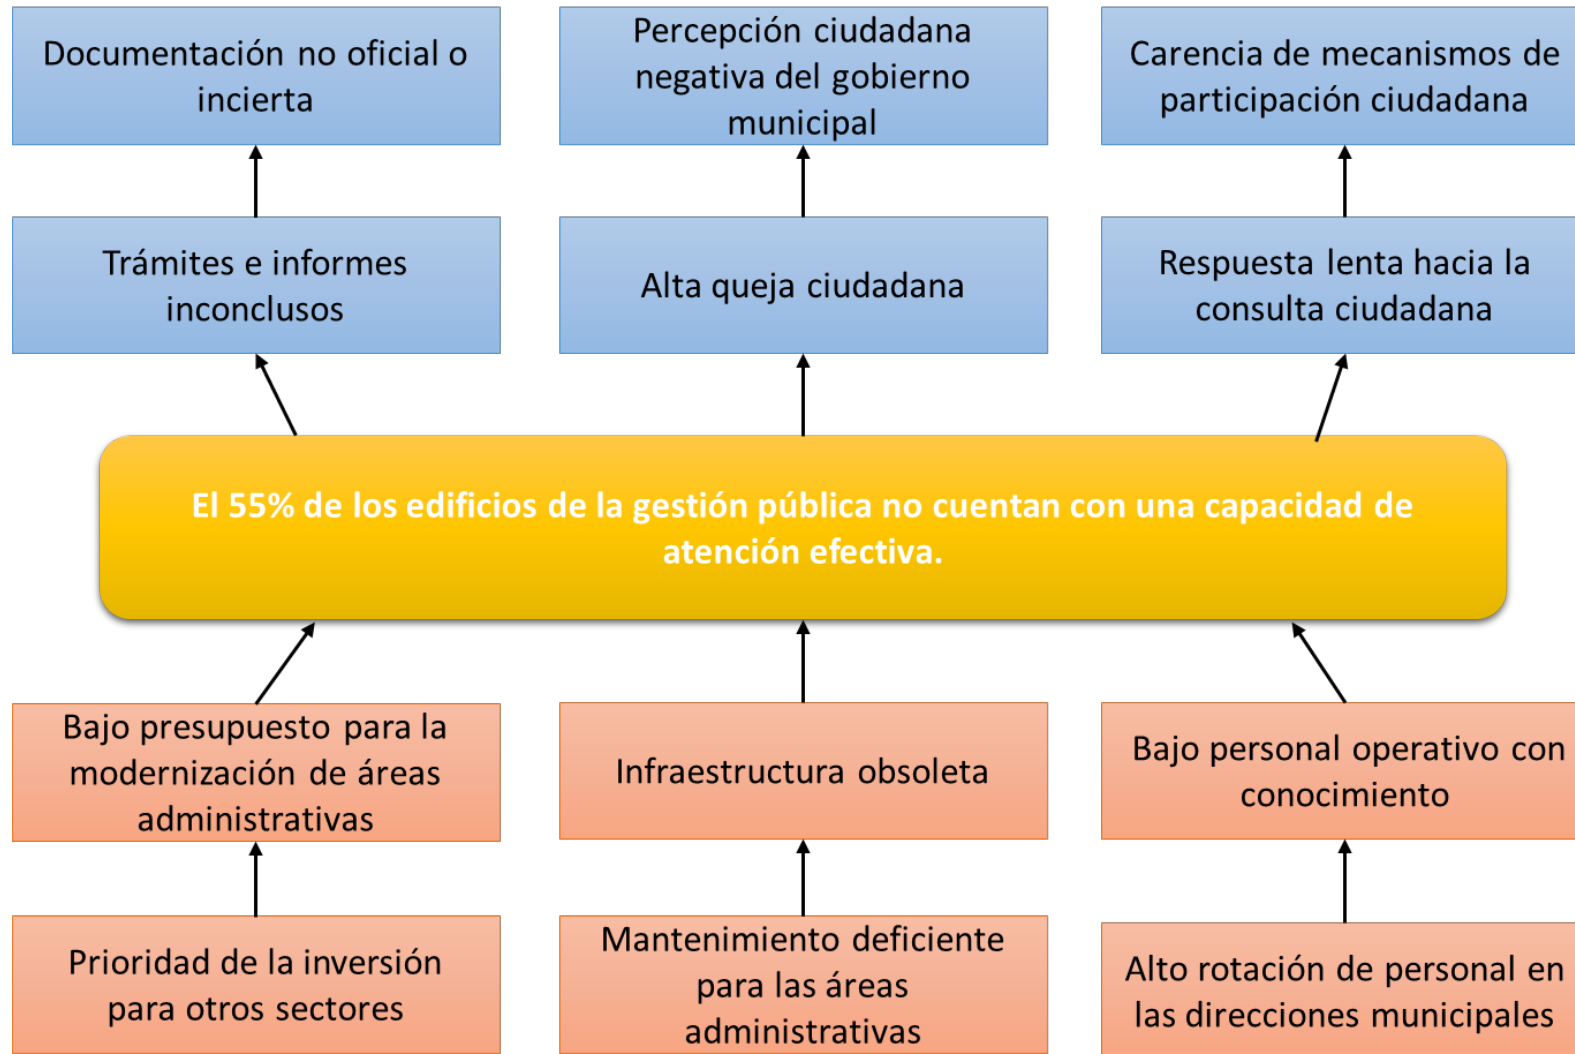 Documentación no oficial o
incierta
Percepción ciudadana
negativa del gobierno
municipal
Carencia de mecanismos de
participación ciudadana
Trámites e informes
inconclusos
Alta queja ciudadana
Respuesta lenta hacia la
consulta ciudadana
El 55% de los edificios de la gestión pública no cuentan con una capacidad de
atención efectiva.
Bajo presupuesto para la
modernización de áreas
administrativas
Infraestructura obsoleta
Bajo personal operativo con
conocimiento
Prioridad de la inversión
para otros sectores
Mantenimiento deficiente
para las áreas
administrativas
Alto rotación de personal en
las direcciones municipales